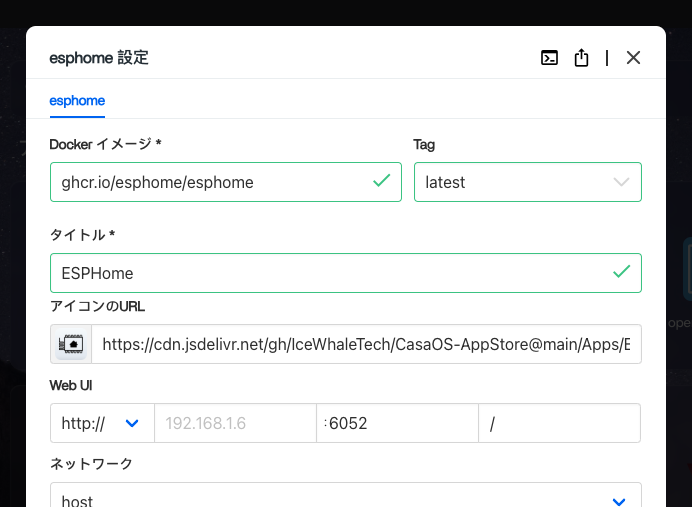 esphome 設定
esphome
Docker イメージ * Tag
ghcr.io/esphome/esphome latest
タイトル *
ESPHome
アイコンのURL
https://cdn.jsdelivr.net/gh/IceWhaleTech/CasaOS-AppStore@main/Apps/E
Web UI
http:// 192.168.1.6 :6052 /
ope
ネットワーク
host